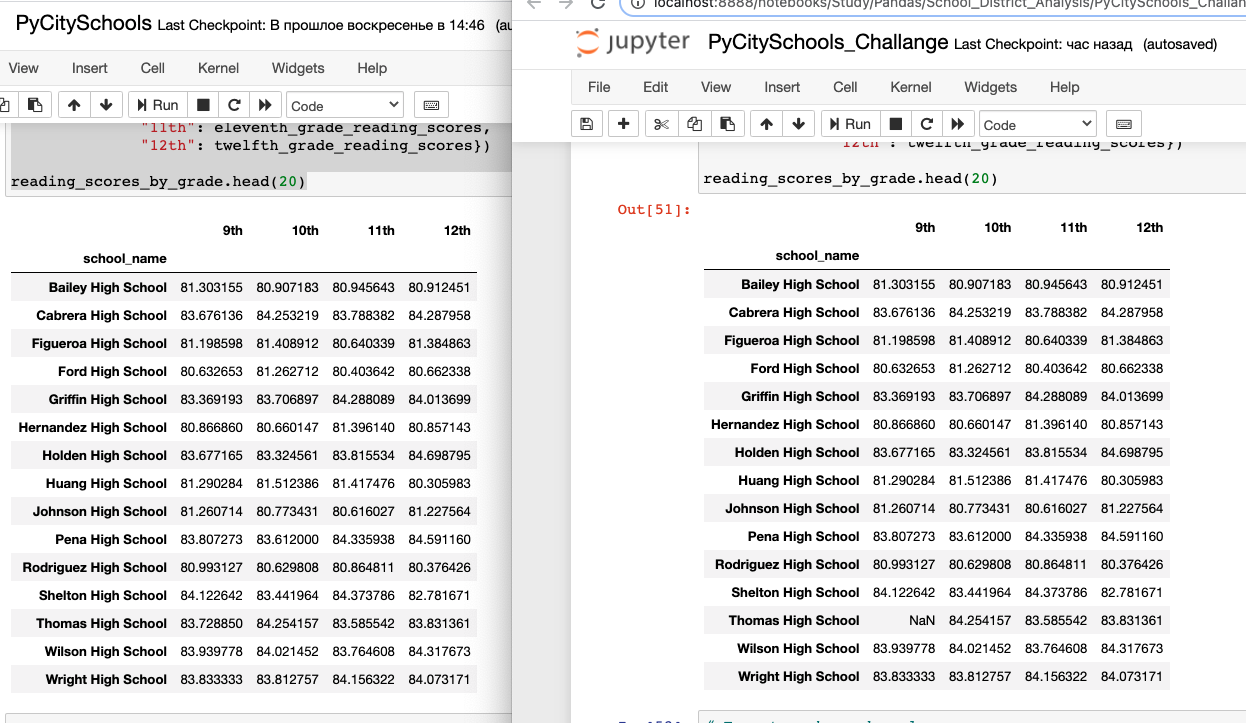 PyCitySchools Last Checkpoint: В прошлое воскресенье в 14:46 (au
View Insert Cell Kernel Widgets Help
Run Code
"11th": eleventh_grade_reading_scores,
"12th": twelfth_grade_reading_scores})
reading_scores_by_grade.head(20)
9th 10th 11th 12th
school_name
Bailey High School 81.303155 80.907183 80.945643 80.912451
Cabrera High School 83.676136 84.253219 83.788382 84.287958
Figueroa High School 81.198598 81.408912 80.640339 81.384863
Ford High School 80.632653 81.262712 80.403642 80.662338
Griffin High School 83.369193 83.706897 84.288089 84.013699
Hernandez High School 80.866860 80.660147 81.396140 80.857143
Holden High School 83.677165 83.324561 83.815534 84.698795
Huang High School 81.290284 81.512386 81.417476 80.305983
Johnson High School 81.260714 80.773431 80.616027 81.227564
Pena High School 83.807273 83.612000 84.335938 84.591160
Rodriguez High School 80.993127 80.629808 80.864811 80.376426
Shelton High School 84.122642 83.441964 84.373786 82.781671
Thomas High School 83.728850 84.254157 83.585542 83.831361
Wilson High School 83.939778 84.021452 83.764608 84.317673
Wright High School 83.833333 83.812757 84.156322 84.073171
localhost:8888/notebooks/Study/Pandas/School_District_Analysis/PyCitySchools_Challan
jupyter PyCitySchools_Challange Last Checkpoint: час назад (autosaved)
File Edit View Insert Cell Kernel Widgets Help
Run Code
"12th": twelfth_grade_reading_scores})
reading_scores_by_grade.head(20)
Out[51]:
9th 10th 11th 12th
school_name
Bailey High School 81.303155 80.907183 80.945643 80.912451
Cabrera High School 83.676136 84.253219 83.788382 84.287958
Figueroa High School 81.198598 81.408912 80.640339 81.384863
Ford High School 80.632653 81.262712 80.403642 80.662338
Griffin High School 83.369193 83.706897 84.288089 84.013699
Hernandez High School 80.866860 80.660147 81.396140 80.857143
Holden High School 83.677165 83.324561 83.815534 84.698795
Huang High School 81.290284 81.512386 81.417476 80.305983
Johnson High School 81.260714 80.773431 80.616027 81.227564
Pena High School 83.807273 83.612000 84.335938 84.591160
Rodriguez High School 80.993127 80.629808 80.864811 80.376426
Shelton High School 84.122642 83.441964 84.373786 82.781671
Thomas High School NaN 84.254157 83.585542 83.831361
Wilson High School 83.939778 84.021452 83.764608 84.317673
Wright High School 83.833333 83.812757 84.156322 84.073171